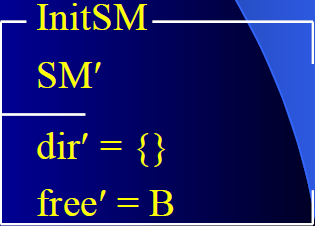 InitSM
SM′
dir′ = {}
free′ = B